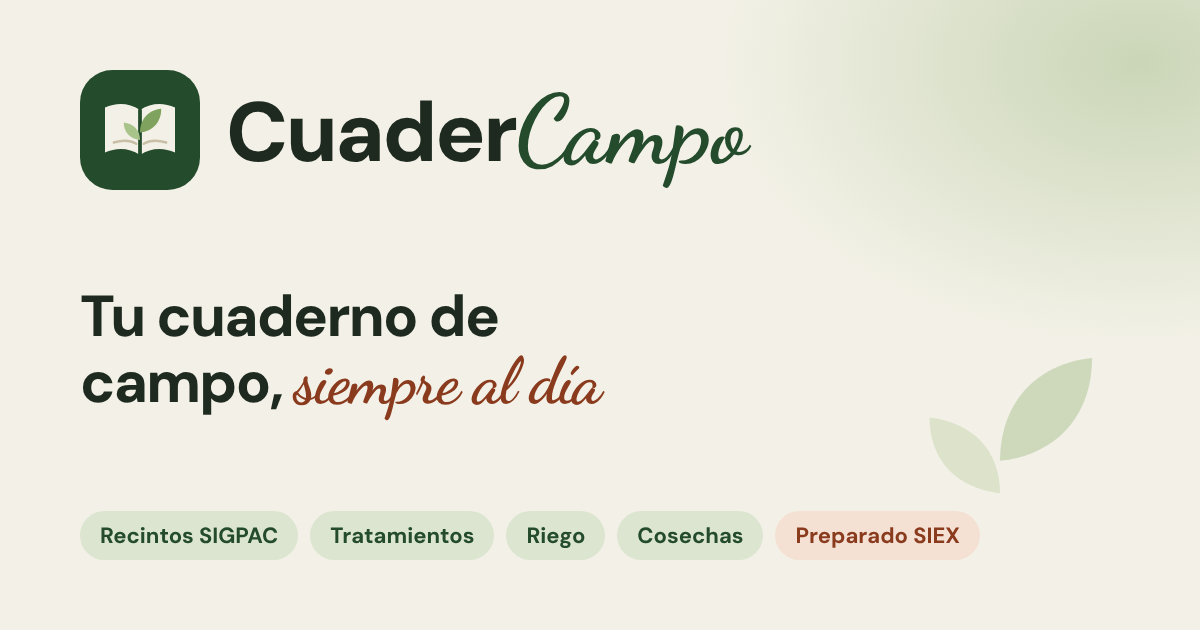 CuaderCampo
Tu cuaderno de
campo, siempre al día
Recintos SIGPAC Tratamientos Riego Cosechas Preparado SIEX